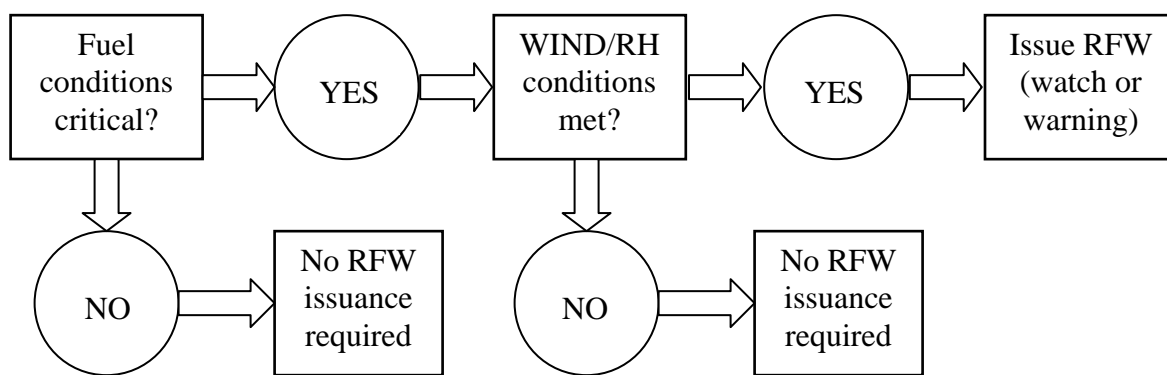 Fuel
conditions
critical?
YES
WIND/RH
conditions
met?
YES
Issue RFW
(watch or
warning)
NO
No RFW
issuance
required
NO
No RFW
issuance
required